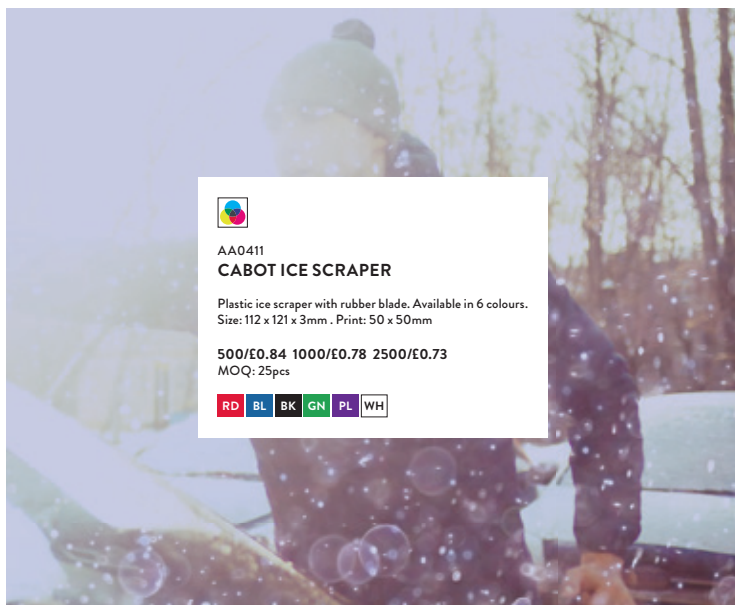 AA0411
CABOT ICE SCRAPER
Plastic ice scraper with rubber blade. Available in 6 colours.
Size: 112 x 121 x 3mm . Print: 50 x 50mm
500/£0.84 1000/£0.78 2500/£0.73
MOQ: 25pcs
RD BL BK GN PL WH